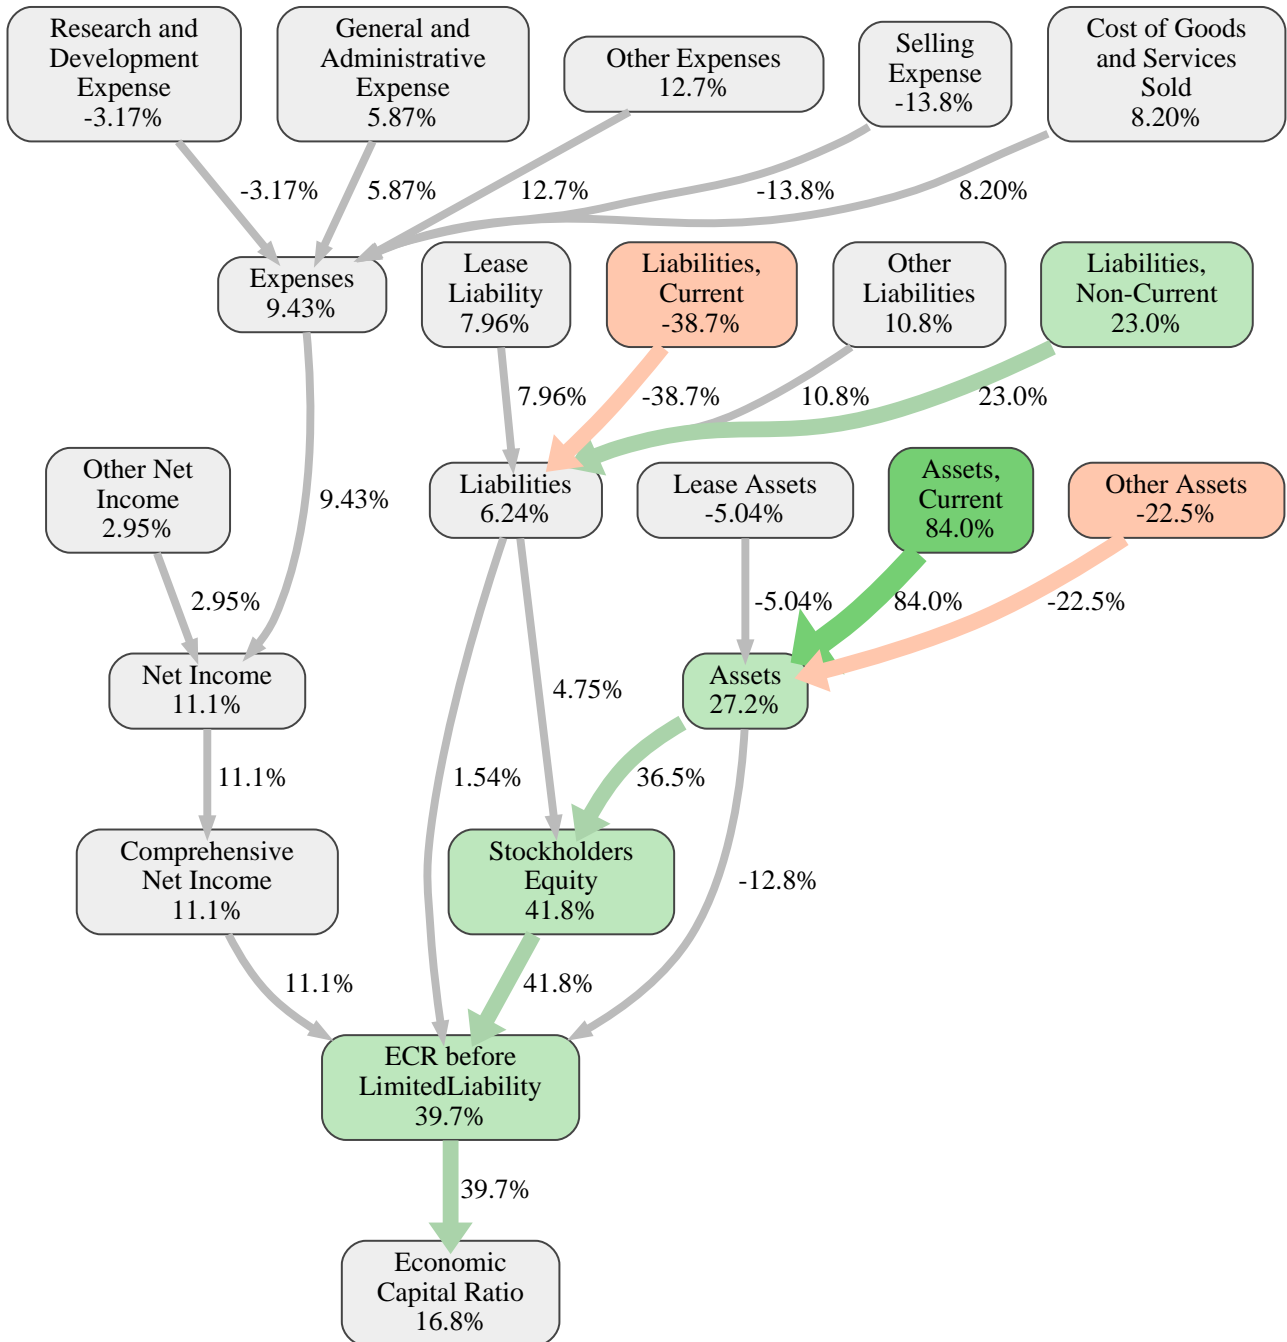 Research and
Development
Expense
-3.17%
General and
Administrative
Expense
5.87%
Other Expenses
12.7%
Selling
Expense
-13.8%
Cost of Goods
and Services
Sold
8.20%
-3.17%
5.87%
12.7%
-13.8%
8.20%
Expenses
9.43%
Lease
Liability
7.96%
Liabilities,
Current
-38.7%
Other
Liabilities
10.8%
Liabilities,
Non-Current
23.0%
7.96%
-38.7%
10.8%
23.0%
Other Net
Income
2.95%
9.43%
Liabilities
6.24%
Lease Assets
-5.04%
Assets,
Current
84.0%
Other Assets
-22.5%
2.95%
-5.04%
84.0%
-22.5%
Net Income
11.1%
4.75%
Assets
27.2%
11.1%
1.54%
36.5%
Comprehensive
Net Income
11.1%
Stockholders
Equity
41.8%
-12.8%
11.1%
41.8%
ECR before
LimitedLiability
39.7%
39.7%
Economic
Capital Ratio
16.8%